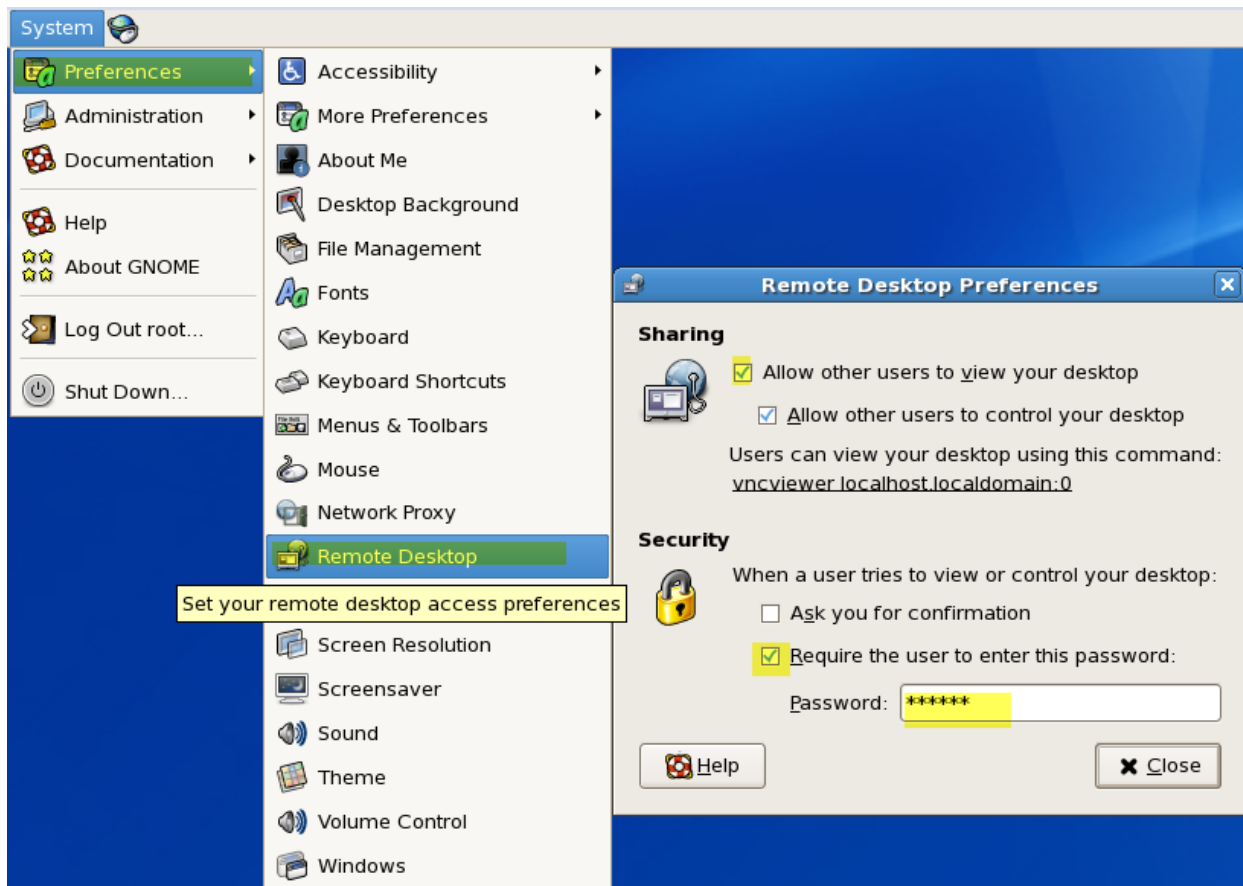 System
Preferences
Administration
Documentation
Help
About GNOME
Log Out root...
Shut Down...
Accessibility
More Preferences
About Me
Desktop Background
File Management
Fonts
Keyboard
Keyboard Shortcuts
Menus & Toolbars
Mouse
Network Proxy
Remote Desktop
Set your remote desktop access preferences
Screen Resolution
Screensaver
Sound
Theme
Volume Control
Windows
Remote Desktop Preferences
Sharing
Allow other users to view your desktop
Allow other users to control your desktop
Users can view your desktop using this command:
vncviewer localhost.localdomain:0
Security
When a user tries to view or control your desktop:
Ask you for confirmation
Require the user to enter this password:
Password: ******
Help
Close